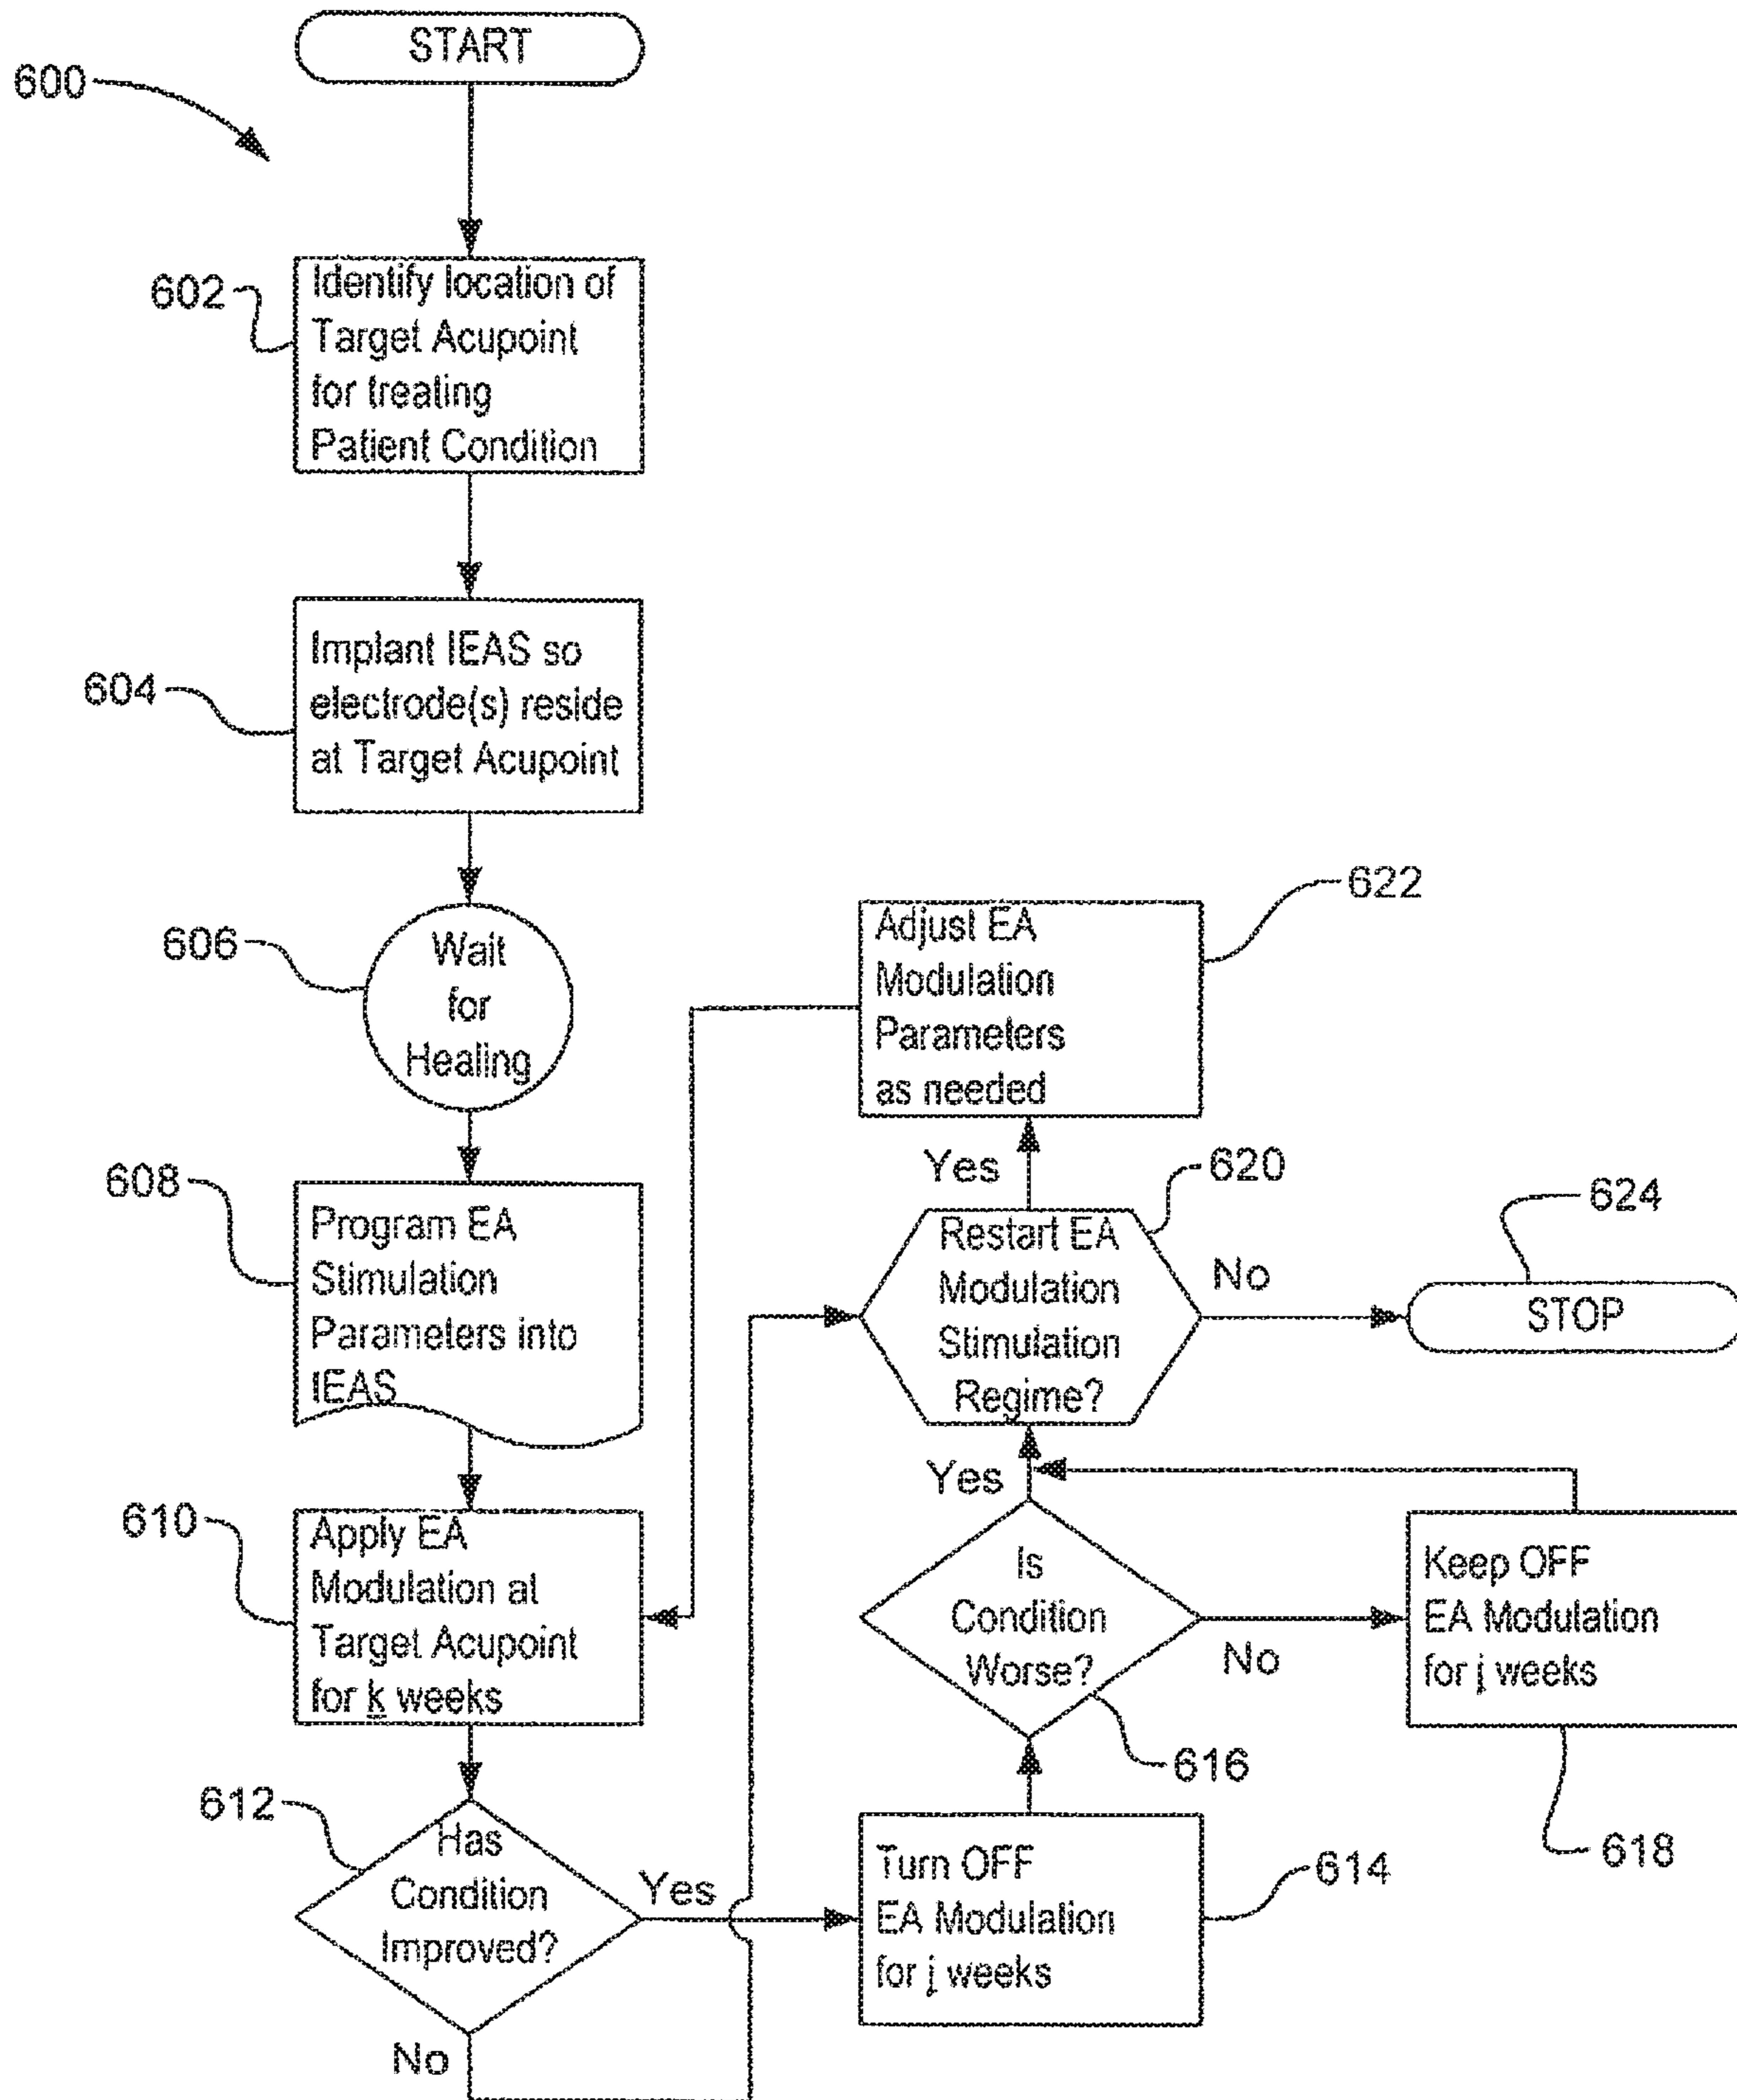 START
600
602
Identify location of
Target Acupoint
for treating
Patient Condition
604
Implant IEAS so
electrode(s) reside
at Target Acupoint
606
Wait
for
Healing
608
Program EA
Stimulation
Parameters into
IEAS
610
Apply EA
Modulation at
Target Acupoint
for k weeks
612
Has
Condition
Improved?
Yes
No
Turn OFF
EA Modulation
for j weeks
614
Is
Condition
Worse?
616
Yes
No
Keep OFF
EA Modulation
for j weeks
618
Restart EA
Modulation
Stimulation
Regime?
620
Yes
No
Adjust EA
Modulation
Parameters
as needed
622
624
STOP